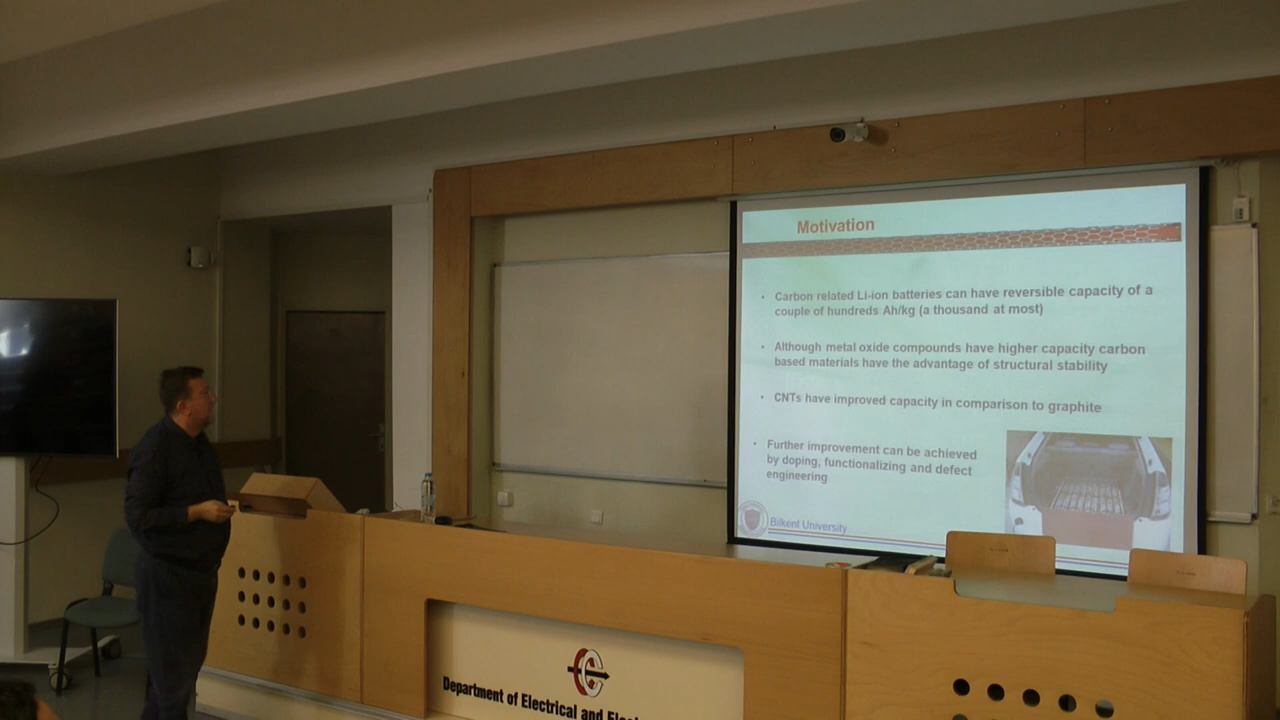 Motivation
• Carbon related Li-ion batteries can have reversible capacity of a
couple of hundreds Ah/kg (a thousand at most)
• Although metal oxide compounds have higher capacity carbon
based materials have the advantage of structural stability
• CNTs have improved capacity in comparison to graphite
• Further improvement can be achieved
by doping, functionalizing and defect
engineering
Bilkent University
Department of Electrical and